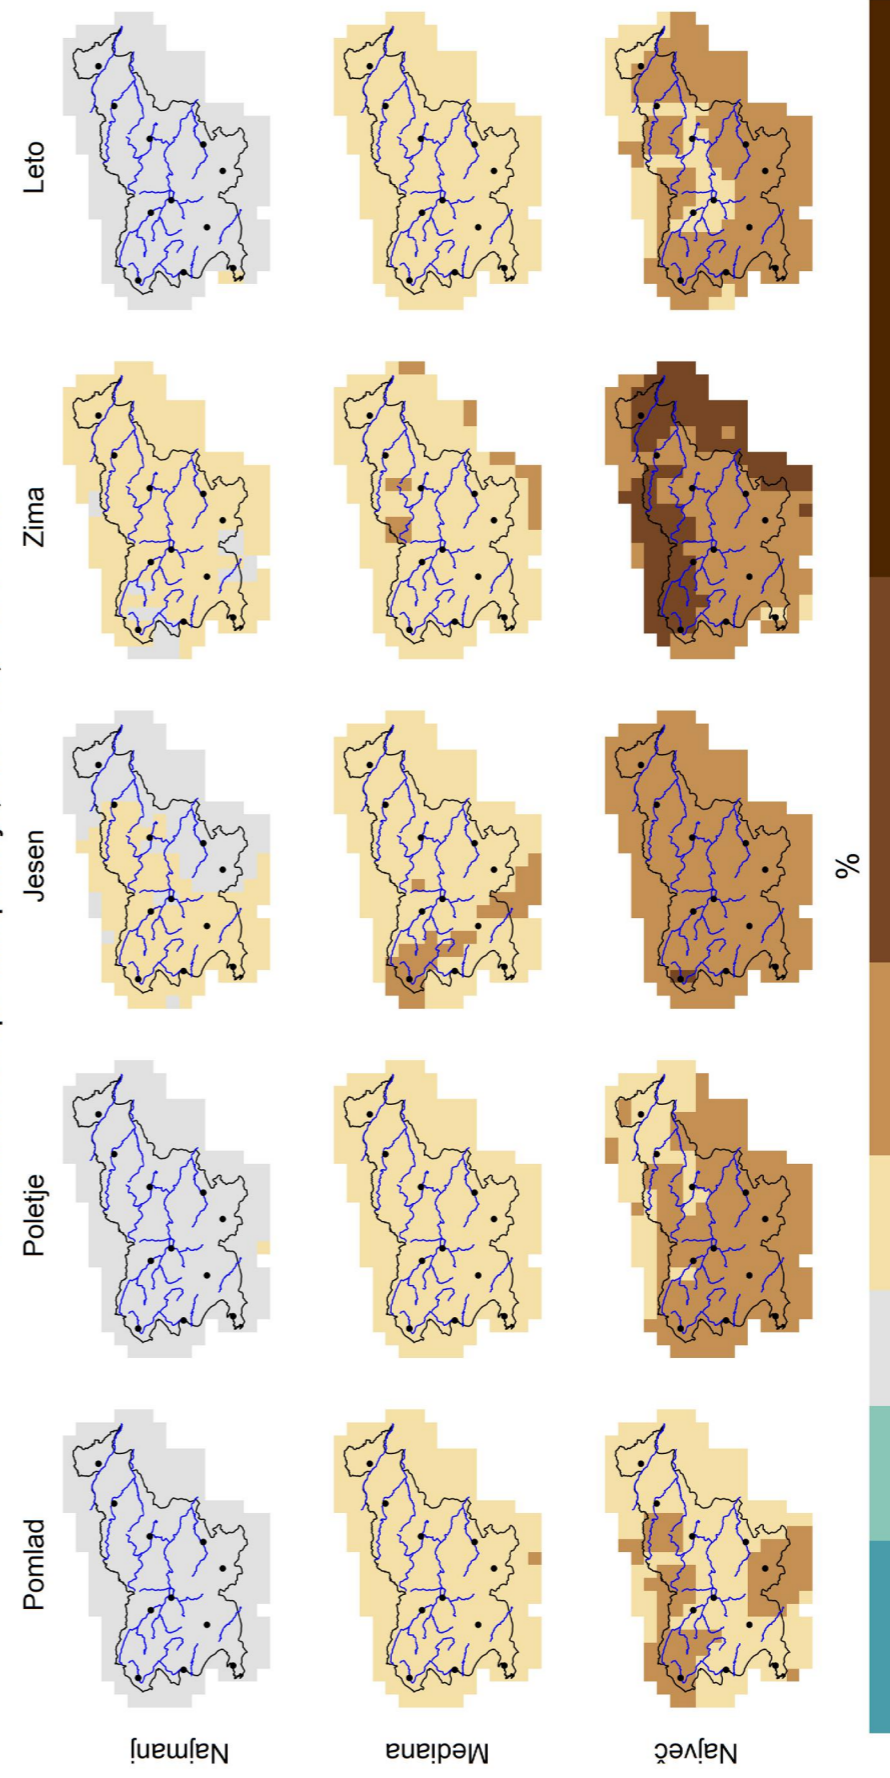 Pomlad
Poletje
Jesen
Zima
Leto
Najmanj
Mediana
Največ
%